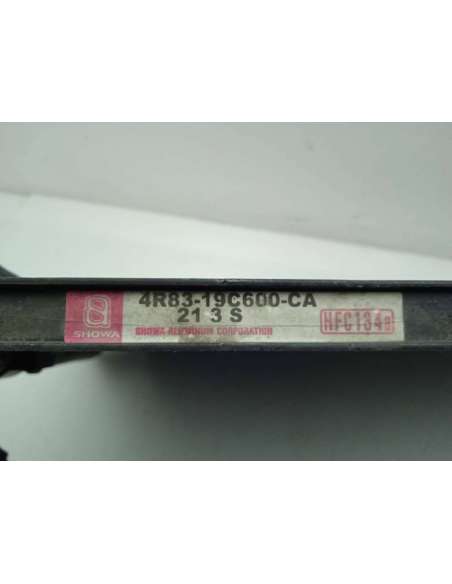 SHOWA
4R83-19C600-CA
21 3 S
SHOWA ALUMINUM CORPORATION
HFC134a